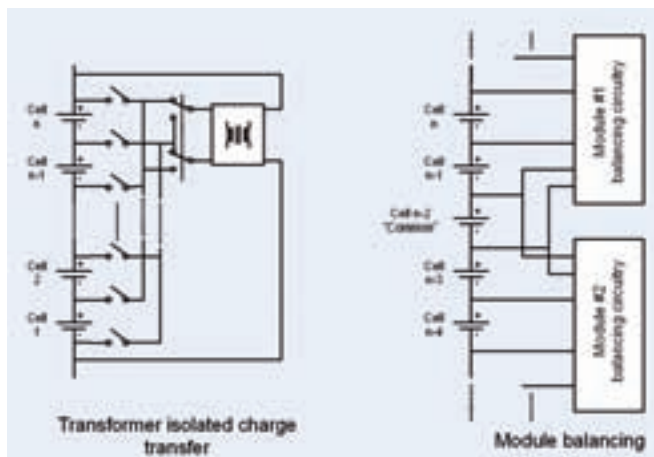 Cell
n
+
-
Cell
n-1
+
-
Cell
2
+
-
Cell
1
+
-
Transformer isolated charge
transfer
Cell
n
+
-
Cell
n-1
+
-
Cell n-2
"Common"
+
-
Cell
n-3
+
-
Cell
n-4
+
-
Module #1
balancing circuitry
Module #2
balancing circuitry
Module balancing